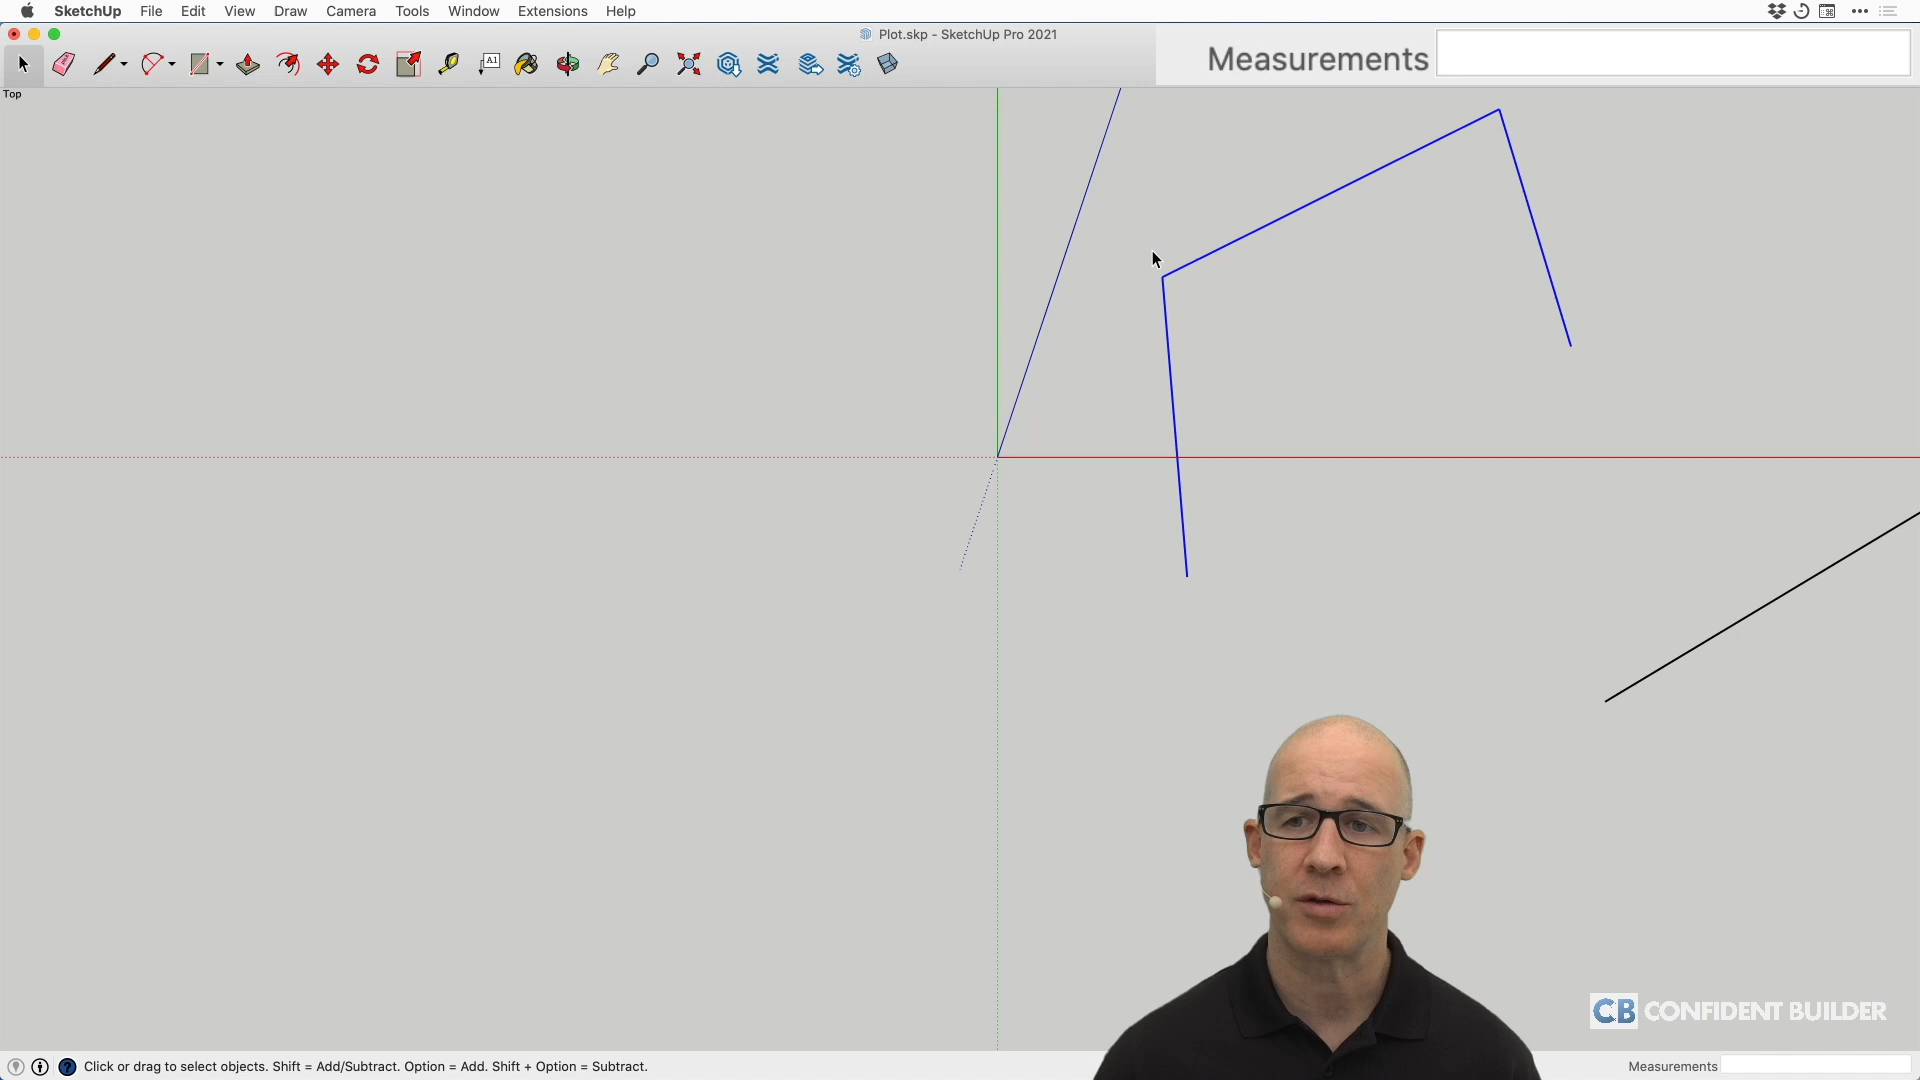 SketchUp File Edit View Draw Camera Tools Window Extensions Help
Plot.skp - SketchUp Pro 2021
A1
Measurements
Top
CB CONFIDENT BUILDER
Click or drag to select objects. Shift = Add/Subtract. Option = Add. Shift + Option = Subtract.
Measurements